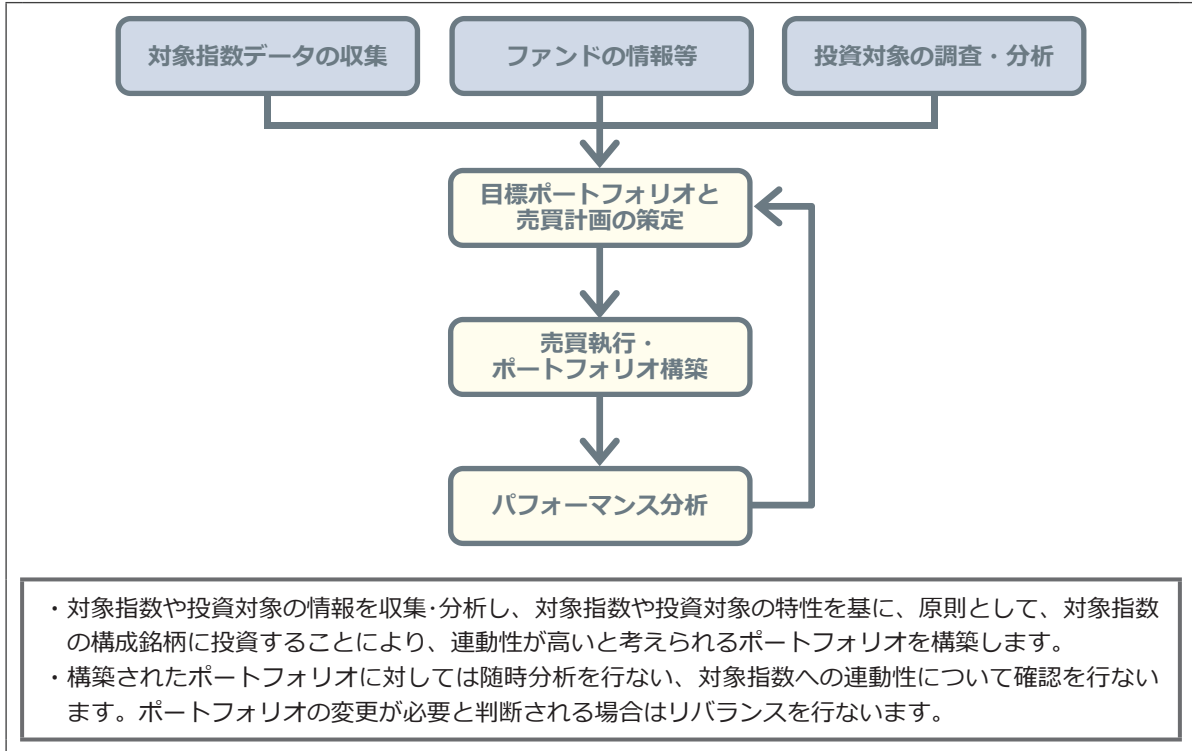 対象指数データの収集
ファンドの情報等
投資対象の調査・分析
目標ポートフォリオと
売買計画の策定
売買執行・
ポートフォリオ構築
パフォーマンス分析
・対象指数や投資対象の情報を収集･分析し、対象指数や投資対象の特性を基に、原則として、対象指数
の構成銘柄に投資することにより、連動性が高いと考えられるポートフォリオを構築します。
・構築されたポートフォリオに対しては随時分析を行ない、対象指数への連動性について確認を行ない
ます。ポートフォリオの変更が必要と判断される場合はリバランスを行ないます。